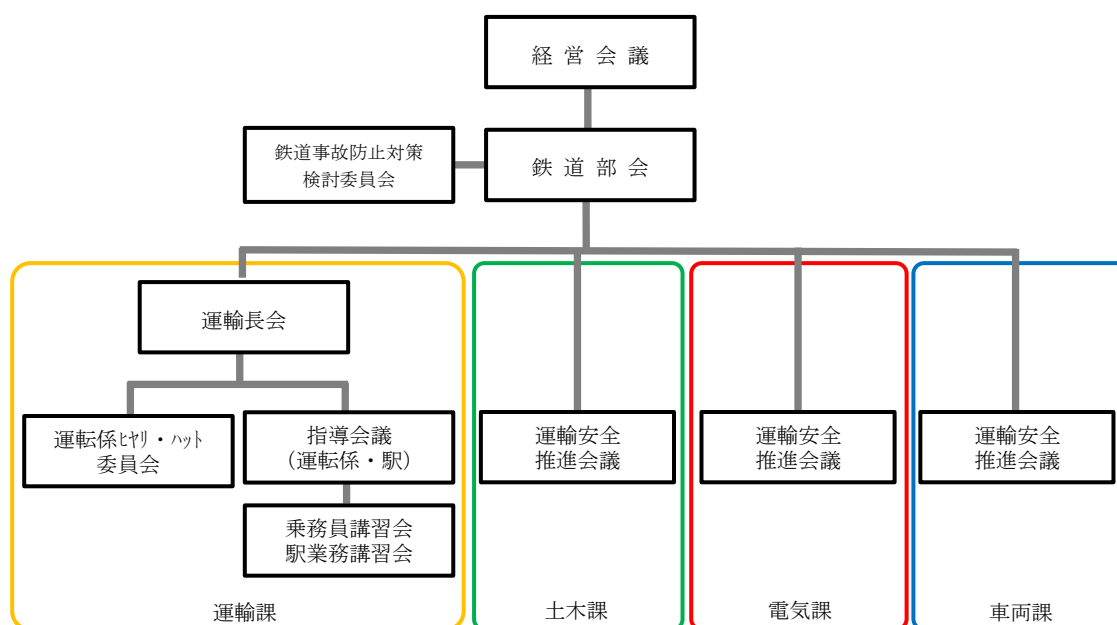 経 営 会 議
鉄道事故防止対策
検討委員会
鉄 道 部 会
運輸長会
運転係ﾋﾔﾘ・ﾊｯﾄ
委員会
指導会議
(運転係・駅)
運輸安全
推進会議
運輸安全
推進会議
運輸安全
推進会議
乗務員講習会
駅業務講習会
運輸課
土木課
電気課
車両課